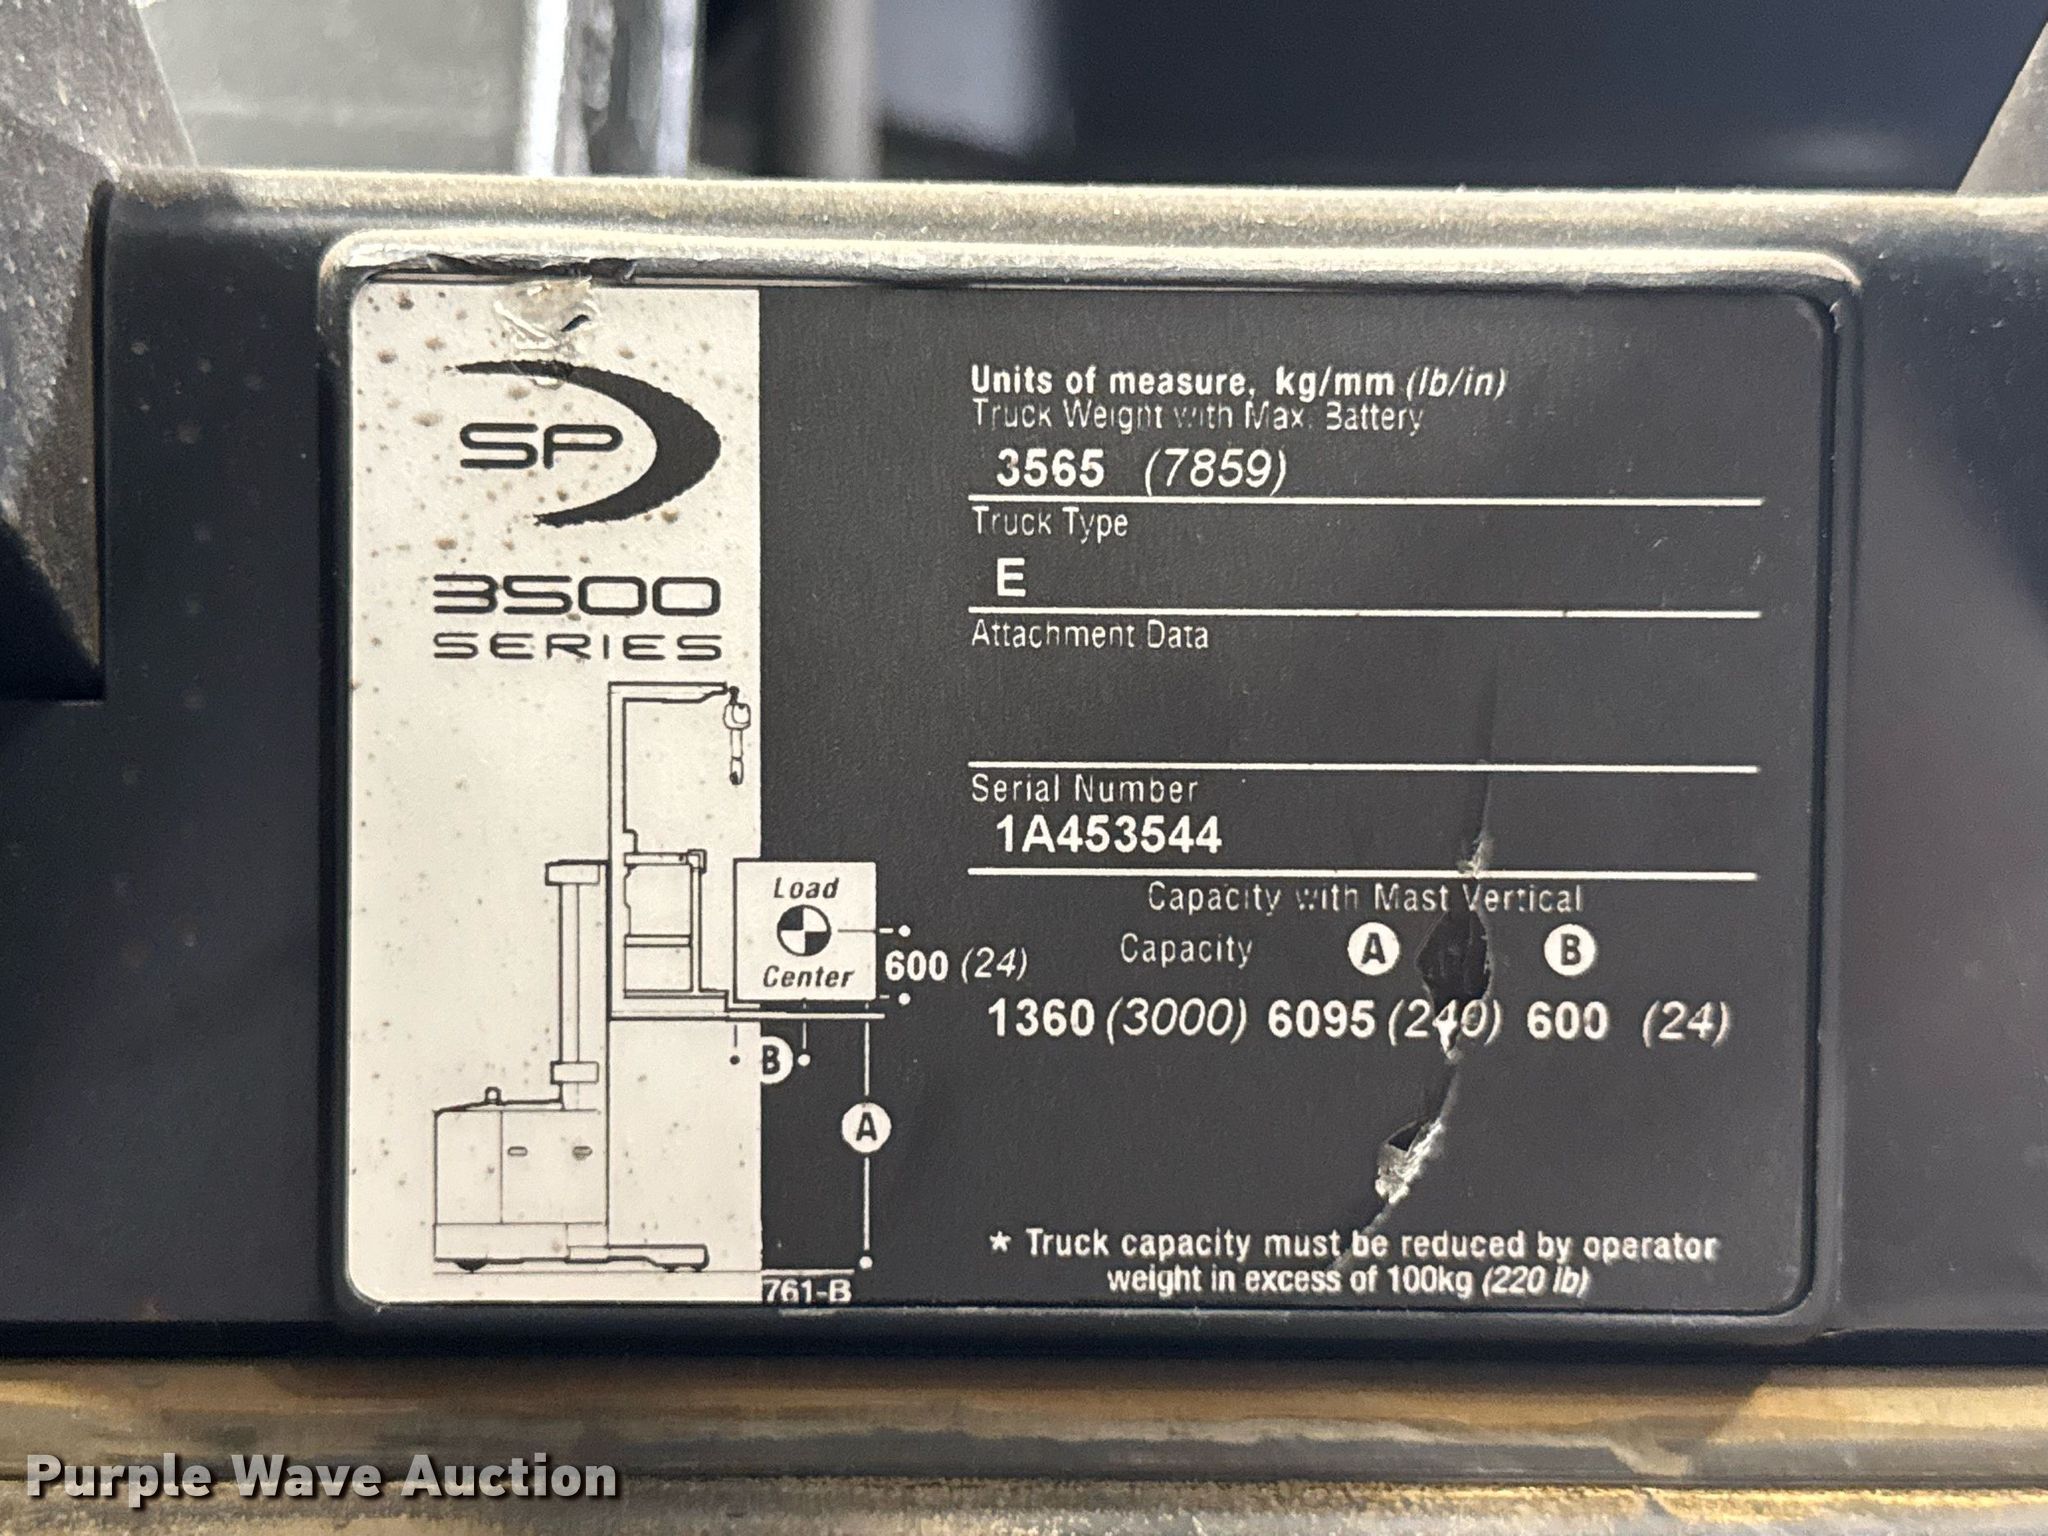 SP
3500
SERIES
Load
Center
600 (24)
B
A
761-B
Units of measure, kg/mm (lb/in)
Truck Weight with Max. Battery
3565 (7859)
Truck Type
E
Attachment Data
Serial Number
1A453544
Capacity with Mast Vertical
Capacity A B
1360 (3000) 6095 (240) 600 (24)
* Truck capacity must be reduced by operator
weight in excess of 100kg (220 lb)
Purple Wave Auction